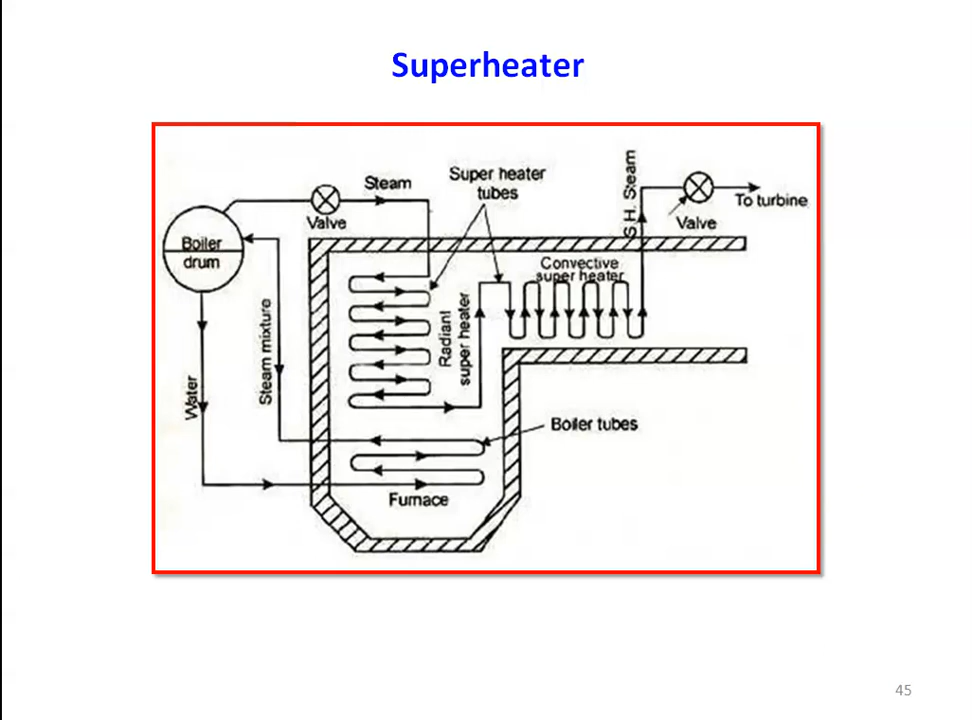 Superheater
Steam
Super heater
tubes
S.H. Steam
To turbine
Valve
Valve
Boiler
drum
Convective
super heater
Radiant
super heater
Steam mixture
Water
Boiler tubes
Furnace
45